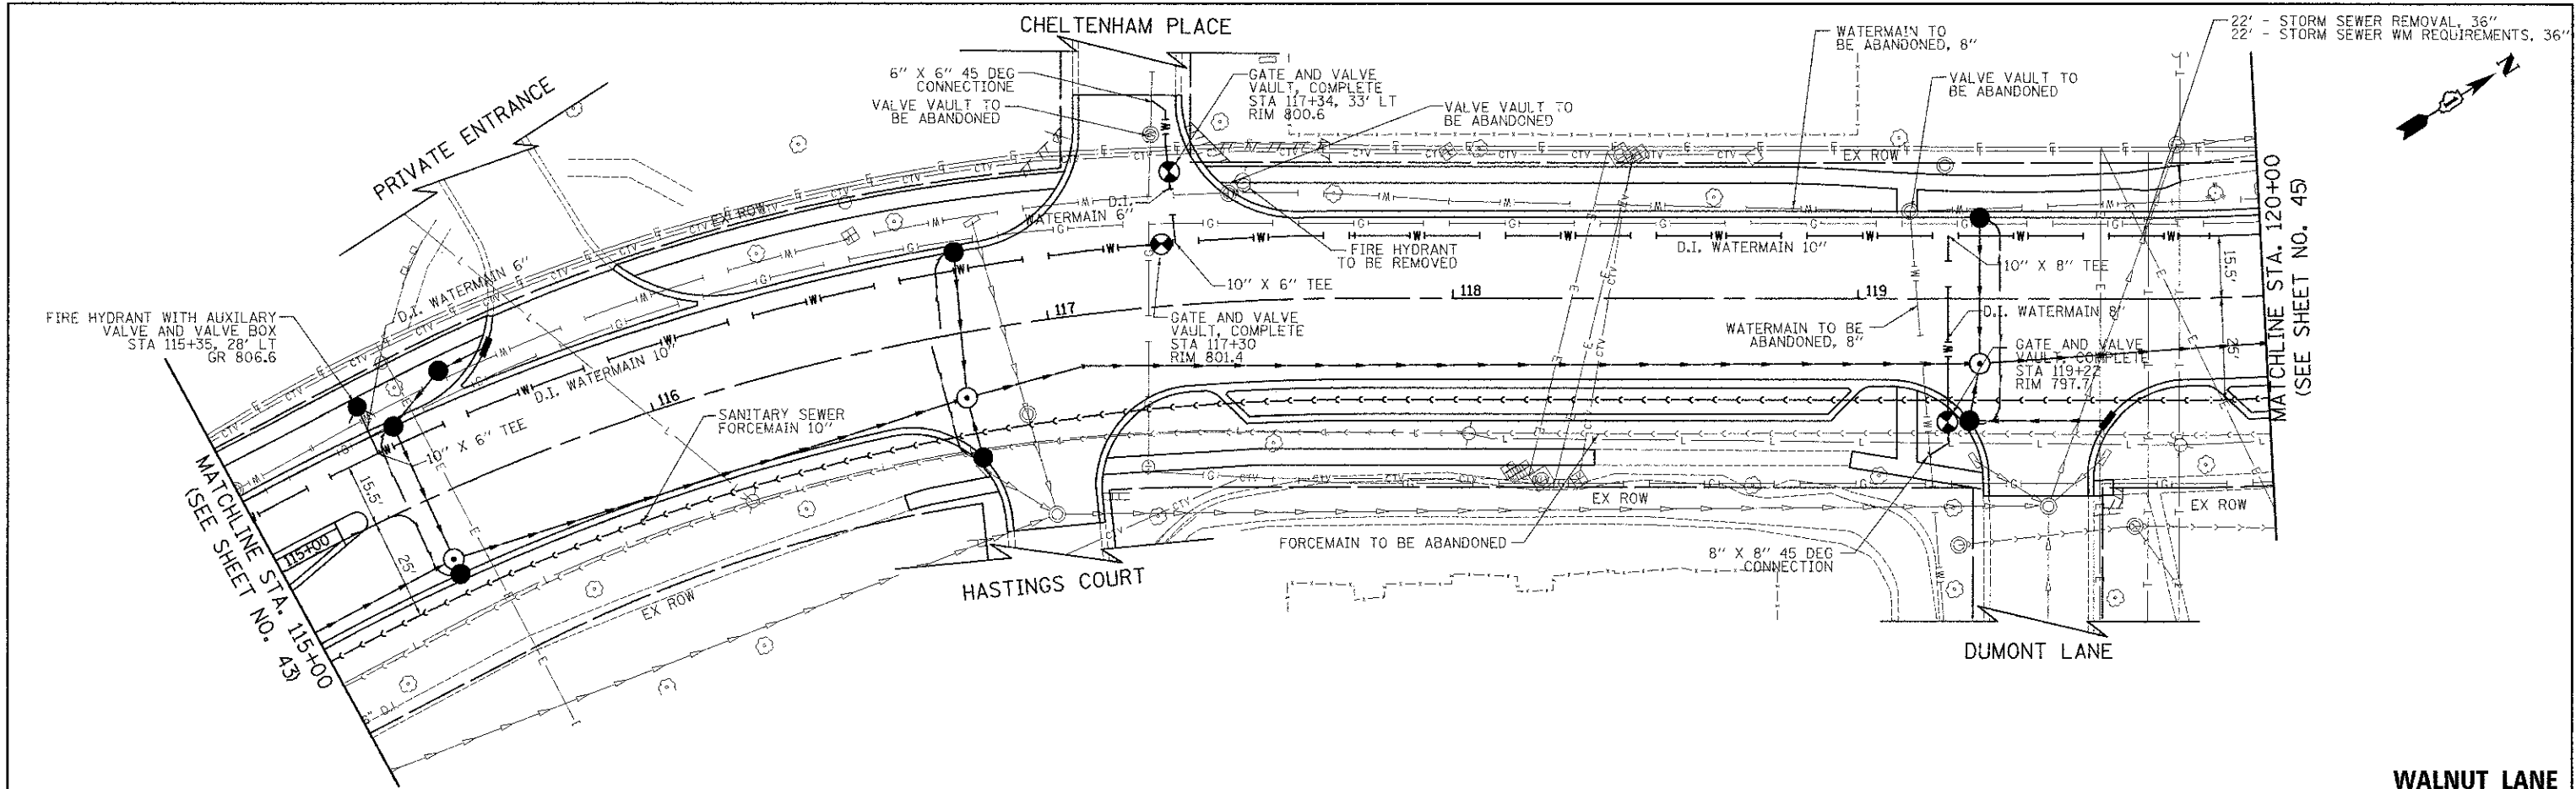 CHELTENHAM PLACE
22' - STORM SEWER REMOVAL, 36"
22' - STORM SEWER WM REQUIREMENTS, 36"
WATERMAIN TO
BE ABANDONED, 8"
N
6" X 6" 45 DEG
CONNECTIONE
VALVE VAULT TO
BE ABANDONED
GATE AND VALVE
VAULT, COMPLETE
STA 117+34, 33' LT
RIM 800.6
VALVE VAULT TO
BE ABANDONED
VALVE VAULT TO
BE ABANDONED
PRIVATE ENTRANCE
EX ROW
EX ROW
D.I.
WATERMAIN 6"
FIRE HYDRANT
TO BE REMOVED
D.I. WATERMAIN 10"
10" X 6" TEE
10" X 8" TEE
15.5'
25'
MATCHLINE STA. 120+00
(SEE SHEET NO. 45)
D.I. WATERMAIN 6"
FIRE HYDRANT WITH AUXILARY
VALVE AND VALVE BOX
STA 115+35, 28' LT
GR 806.6
116
117
118
119
GATE AND VALVE
VAULT, COMPLETE
STA 117+30
RIM 801.4
WATERMAIN TO BE
ABANDONED, 8"
D.I. WATERMAIN 8"
GATE AND VALVE
VAULT, COMPLETE
STA 119+22
RIM 797.7
D.I. WATERMAIN 10"
SANITARY SEWER
FORCEMAIN 10"
10" X 6" TEE
15.5'
25'
115+00
MATCHLINE STA. 115+00
(SEE SHEET NO. 43)
EX ROW
EX ROW
EX ROW
FORCEMAIN TO BE ABANDONED
8" X 8" 45 DEG
CONNECTION
HASTINGS COURT
DUMONT LANE
6" D.I.
WALNUT LANE